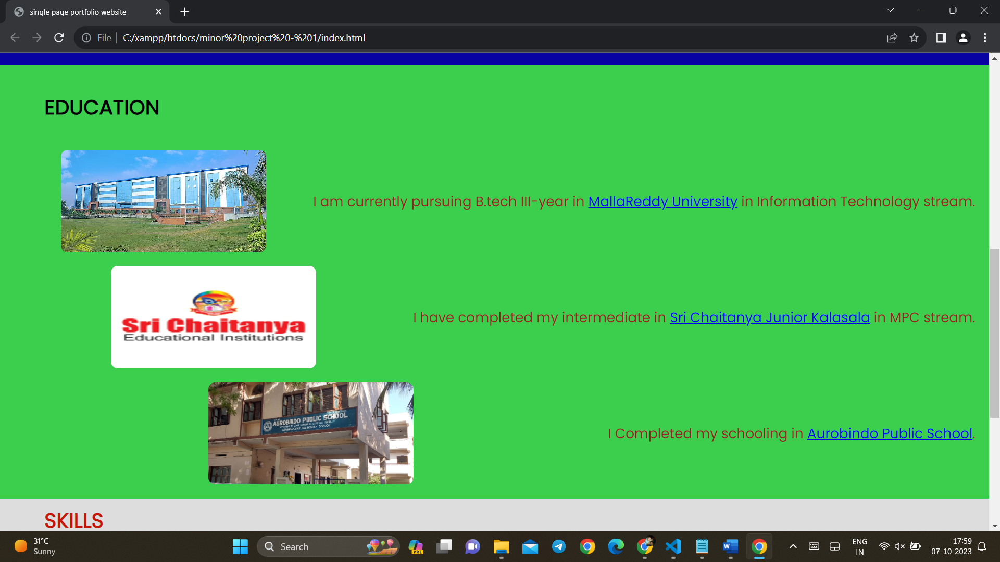 single page portfolio website
File
C:/xampp/htdocs/minor%20project%20-%201/index.html
EDUCATION
I am currently pursuing B.tech III-year in MallaReddy University in Information Technology stream.
Sri Chaitanya
Educational Institutions
I have completed my intermediate in Sri Chaitanya Junior Kalasala in MPC stream.
AUROBINDO PUBLIC SCHOOL
I Completed my schooling in Aurobindo Public School.
SKILLS
31°C
Sunny
Search
PRE
ENG
IN
17:59
07-10-2023